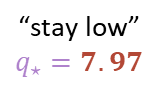 “stay low”
q⋆ = 7.97